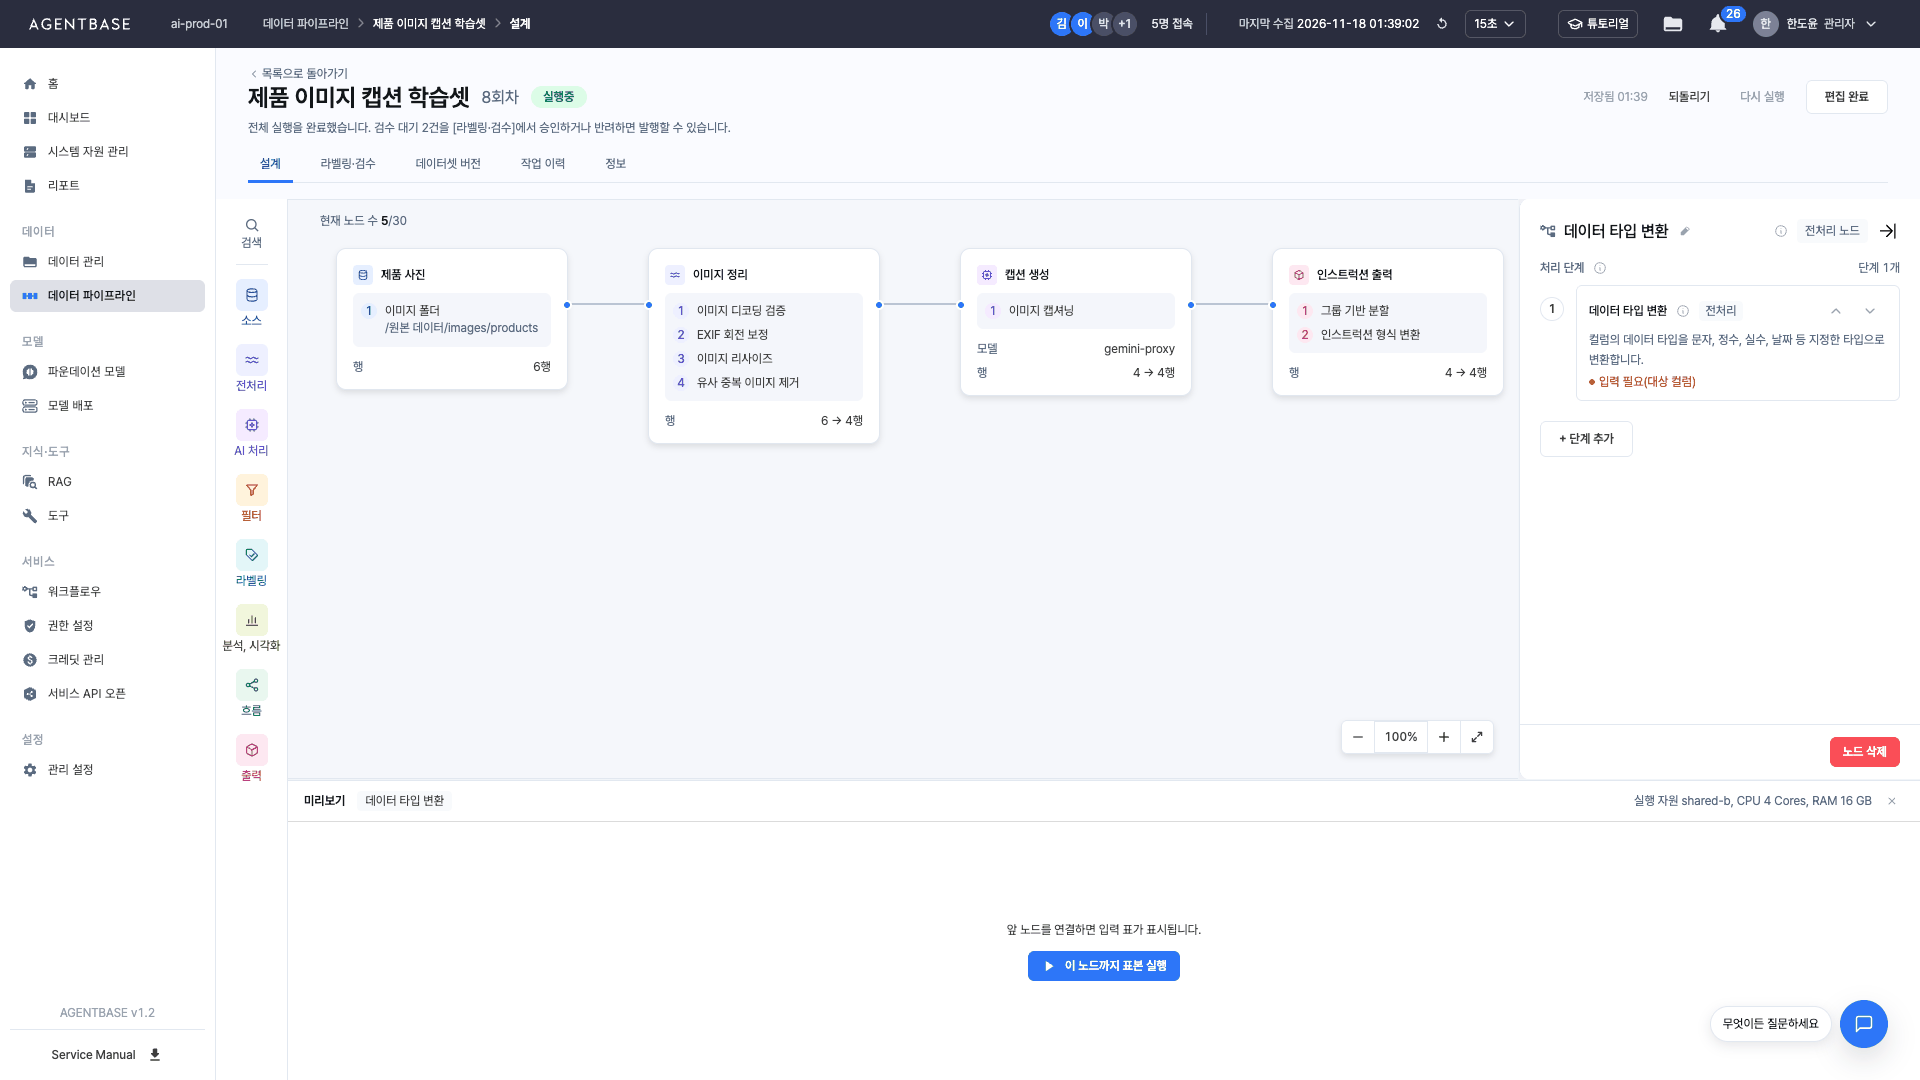 AGENTBASE
ai-prod-01
데이터 파이프라인 > 제품 이미지 캡션 학습셋 > 설계
김 이 박 +1 5명 접속
마지막 수집 2026-11-18 01:39:02
15초
튜토리얼
26
한 한도윤 관리자
홈
대시보드
시스템 자원 관리
리포트
데이터
데이터 관리
데이터 파이프라인
모델
파운데이션 모델
모델 배포
지식·도구
RAG
도구
서비스
워크플로우
권한 설정
크레딧 관리
서비스 API 오픈
설정
관리 설정
AGENTBASE v1.2
Service Manual
목록으로 돌아가기
제품 이미지 캡션 학습셋 8회차 실행중
전체 실행을 완료했습니다. 검수 대기 2건을 [라벨링·검수]에서 승인하거나 반려하면 발행할 수 있습니다.
저장됨 01:39 되돌리기 다시 실행 편집 완료
설계 라벨링·검수 데이터셋 버전 작업 이력 정보
검색
소스
전처리
AI 처리
필터
라벨링
분석, 시각화
흐름
출력
현재 노드 수 5/30
제품 사진
1 이미지 폴더
/원본 데이터/images/products
행 6행
이미지 정리
1 이미지 디코딩 검증
2 EXIF 회전 보정
3 이미지 리사이즈
4 유사 중복 이미지 제거
행 6 → 4행
캡션 생성
1 이미지 캡셔닝
모델 gemini-proxy
행 4 → 4행
인스트럭션 출력
1 그룹 기반 분할
2 인스트럭션 형식 변환
행 4 → 4행
100%
데이터 타입 변환 전처리 노드
처리 단계 단계 1개
1 데이터 타입 변환 전처리
컬럼의 데이터 타입을 문자, 정수, 실수, 날짜 등 지정한 타입으로
변환합니다.
입력 필요(대상 컬럼)
+ 단계 추가
노드 삭제
미리보기 데이터 타입 변환
실행 자원 shared-b, CPU 4 Cores, RAM 16 GB
앞 노드를 연결하면 입력 표가 표시됩니다.
이 노드까지 표본 실행
무엇이든 질문하세요